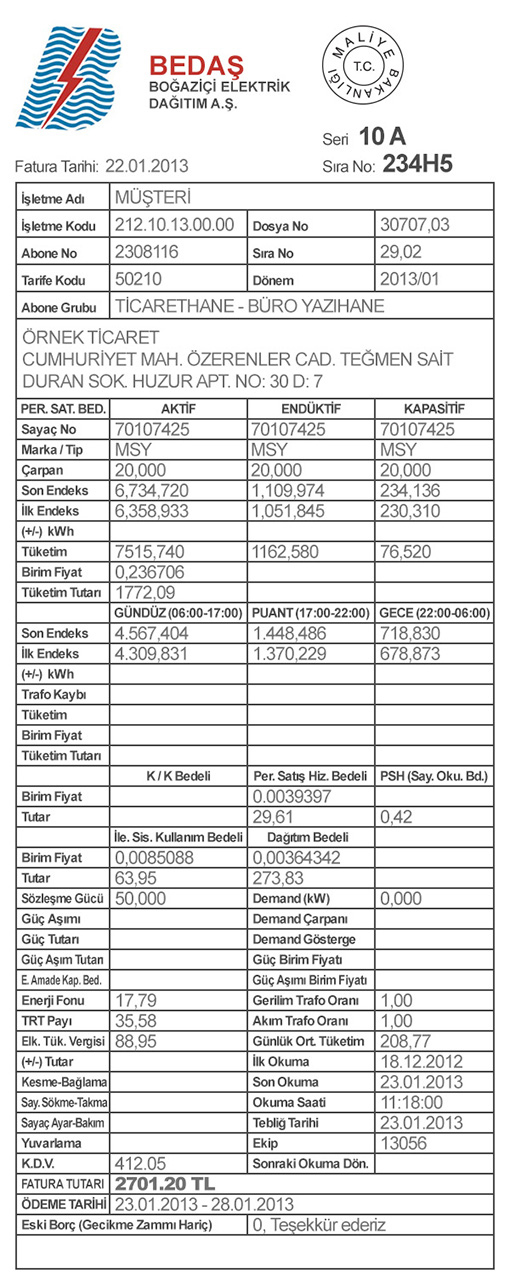 BEDAŞ
BOĞAZİÇİ ELEKTRİK
DAĞITIM A.Ş.
MALİYE BAKANLIĞI
T.C.
Seri 10 A
Fatura Tarihi: 22.01.2013 Sıra No: 234H5
İşletme Adı MÜŞTERİ
İşletme Kodu 212.10.13.00.00 Dosya No 30707,03
Abone No 2308116 Sıra No 29,02
Tarife Kodu 50210 Dönem 2013/01
Abone Grubu TİCARETHANE - BÜRO YAZIHANE
ÖRNEK TİCARET
CUMHURİYET MAH. ÖZERENLER CAD. TEĞMEN SAİT
DURAN SOK. HUZUR APT. NO: 30 D: 7
PER. SAT. BED. AKTİF ENDÜKTİF KAPASİTİF
Sayaç No 70107425 70107425 70107425
Marka / Tip MSY MSY MSY
Çarpan 20,000 20,000 20,000
Son Endeks 6,734,720 1,109,974 234,136
İlk Endeks 6,358,933 1,051,845 230,310
(+/-) kWh
Tüketim 7515,740 1162,580 76,520
Birim Fiyat 0,236706
Tüketim Tutarı 1772,09
GÜNDÜZ (06:00-17:00) PUANT (17:00-22:00) GECE (22:00-06:00)
Son Endeks 4.567,404 1.448,486 718,830
İlk Endeks 4.309,831 1.370,229 678,873
(+/-) kWh
Trafo Kaybı
Tüketim
Birim Fiyat
Tüketim Tutarı
K / K Bedeli Per. Satış Hiz. Bedeli PSH (Say. Oku. Bd.)
Birim Fiyat 0.0039397
Tutar 29,61 0,42
İle. Sis. Kullanım Bedeli Dağıtım Bedeli
Birim Fiyat 0,0085088 0,00364342
Tutar 63,95 273,83
Sözleşme Gücü 50,000 Demand (kW) 0,000
Güç Aşımı Demand Çarpanı
Güç Tutarı Demand Gösterge
Güç Aşım Tutarı Güç Birim Fiyatı
E. Amade Kap. Bed. Güç Aşımı Birim Fiyatı
Enerji Fonu 17,79 Gerilim Trafo Oranı 1,00
TRT Payı 35,58 Akım Trafo Oranı 1,00
Elk. Tük. Vergisi 88,95 Günlük Ort. Tüketim 208,77
(+/-) Tutar İlk Okuma 18.12.2012
Kesme-Bağlama Son Okuma 23.01.2013
Say. Sökme-Takma Okuma Saati 11:18:00
Sayaç Ayar-Bakım Tebliğ Tarihi 23.01.2013
Yuvarlama Ekip 13056
K.D.V. 412.05 Sonraki Okuma Dön.
FATURA TUTARI 2701.20 TL
ÖDEME TARİHİ 23.01.2013 - 28.01.2013
Eski Borç (Gecikme Zammı Hariç) 0, Teşekkür ederiz